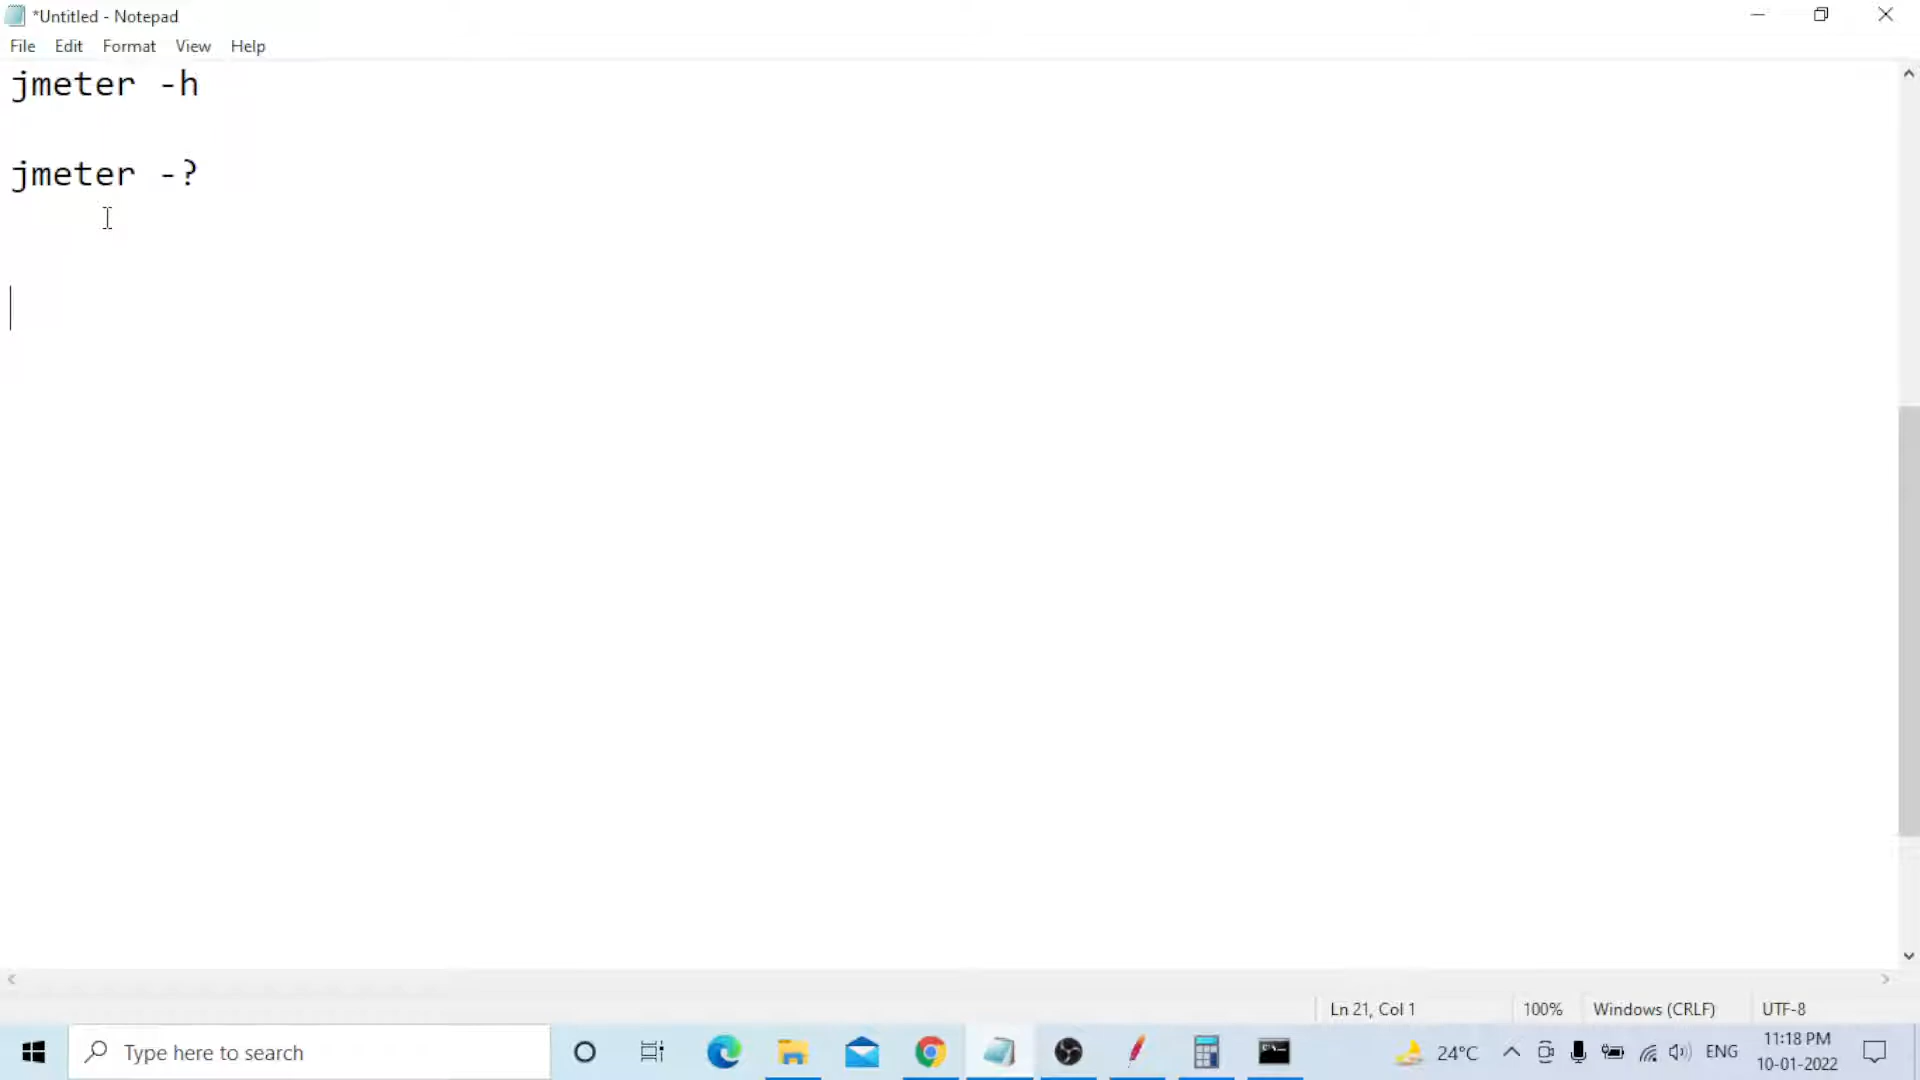 *Untitled - Notepad
File Edit Format View Help
jmeter -h
jmeter -?
Ln 21, Col 1 100% Windows (CRLF) UTF-8
Type here to search
24°C ENG 11:18 PM
10-01-2022